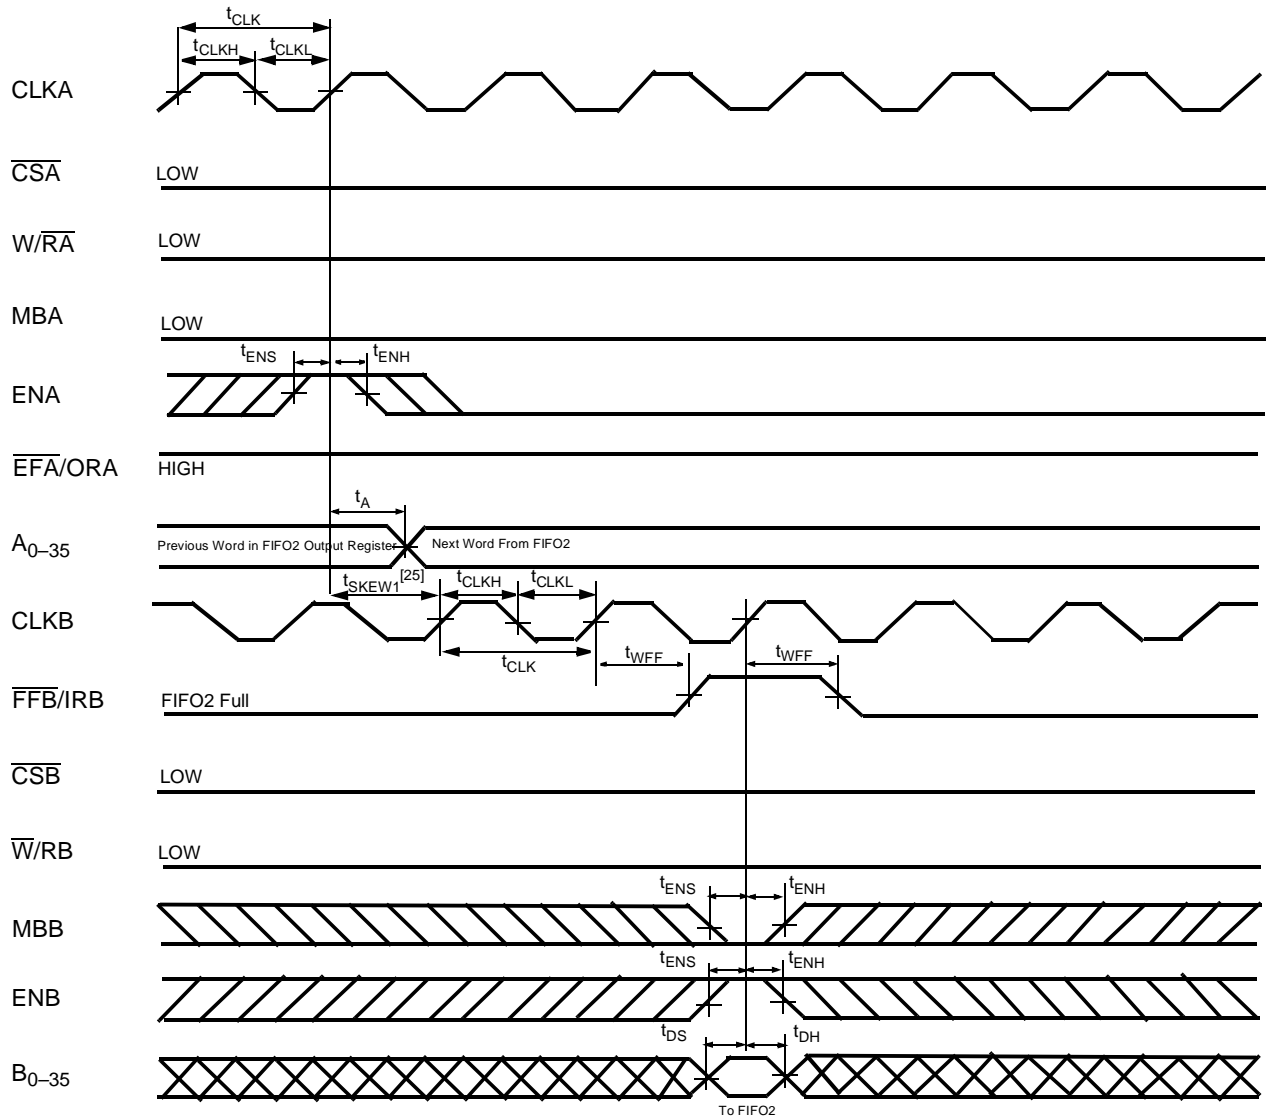 tCLK
tCLKH tCLKL
CLKA
CSA LOW
W/RA LOW
MBA LOW
tENS tENH
ENA
EFA/ORA HIGH
tA
A0–35 Previous Word in FIFO2 Output Register Next Word From FIFO2
tSKEW1[25] tCLKH tCLKL
CLKB
tCLK tWFF tWFF
FFB/IRB FIFO2 Full
CSB LOW
W/RB LOW
tENS tENH
MBB
tENS tENH
ENB
tDS tDH
B0–35
To FIFO2